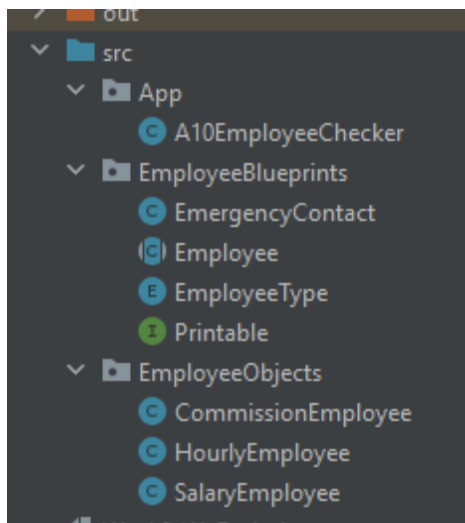 out
src
App
C A10EmployeeChecker
EmployeeBlueprints
C EmergencyContact
C Employee
E EmployeeType
I Printable
EmployeeObjects
C CommissionEmployee
C HourlyEmployee
C SalaryEmployee